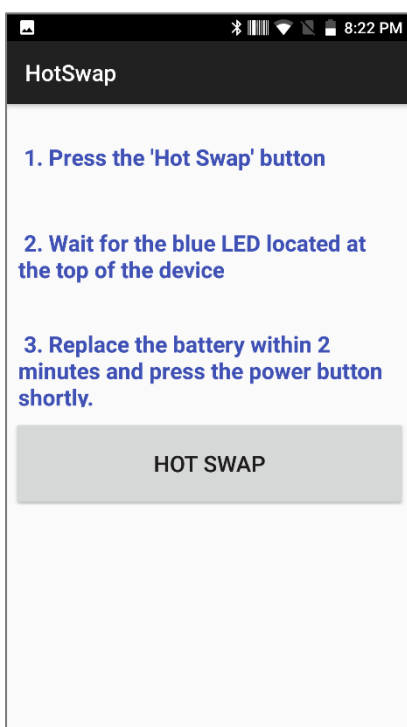 8:22 PM
HotSwap
1. Press the 'Hot Swap' button
2. Wait for the blue LED located at
the top of the device
3. Replace the battery within 2
minutes and press the power button
shortly.
HOT SWAP